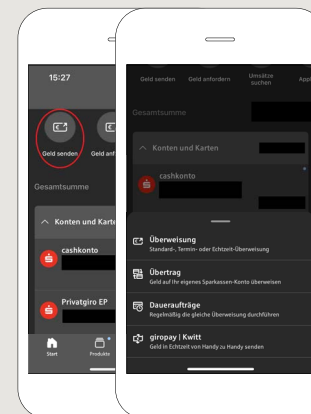 15:27
Geld senden
Geld anf
Gesamtsumme
Konten und Karte
cashkonto
Privatgiro EP
Start
Produkte
Geld senden
Geld anfordern
Umsätze
suchen
Appl
Gesamtsumme
Konten und Karten
cashkonto
Überweisung
Standard-, Termin- oder Echtzeit-Überweisung
Übertrag
Geld auf Ihr eigenes Sparkassen-Konto überweisen
Daueraufträge
Regelmäßig die gleiche Überweisung durchführen
giropay | Kwitt
Geld in Echtzeit von Handy zu Handy senden